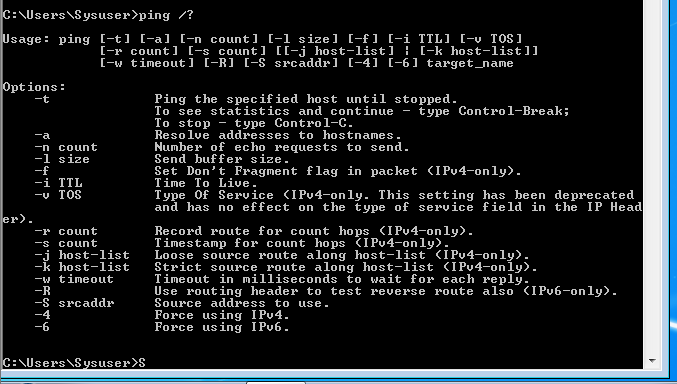 C:\Users\Sysuser>ping /?
Usage: ping [-t] [-a] [-n count] [-l size] [-f] [-i TTL] [-v TOS]
[-r count] [-s count] [[-j host-list] ¦ [-k host-list]]
[-w timeout] [-R] [-S srcaddr] [-4] [-6] target_name
Options:
-t Ping the specified host until stopped.
To see statistics and continue - type Control-Break;
To stop - type Control-C.
-a Resolve addresses to hostnames.
-n count Number of echo requests to send.
-l size Send buffer size.
-f Set Don't Fragment flag in packet (IPv4-only).
-i TTL Time To Live.
-v TOS Type Of Service (IPv4-only. This setting has been deprecated
and has no effect on the type of service field in the IP Head
er).
-r count Record route for count hops (IPv4-only).
-s count Timestamp for count hops (IPv4-only).
-j host-list Loose source route along host-list (IPv4-only).
-k host-list Strict source route along host-list (IPv4-only).
-w timeout Timeout in milliseconds to wait for each reply.
-R Use routing header to test reverse route also (IPv6-only).
-S srcaddr Source address to use.
-4 Force using IPv4.
-6 Force using IPv6.
C:\Users\Sysuser>S